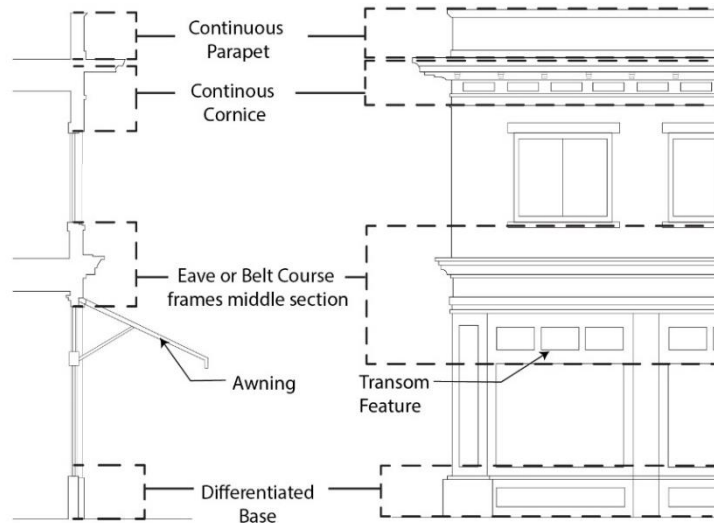 Continuous
Parapet
Continous
Cornice
Eave or Belt Course
frames middle section
Awning
Transom
Feature
Differentiated
Base